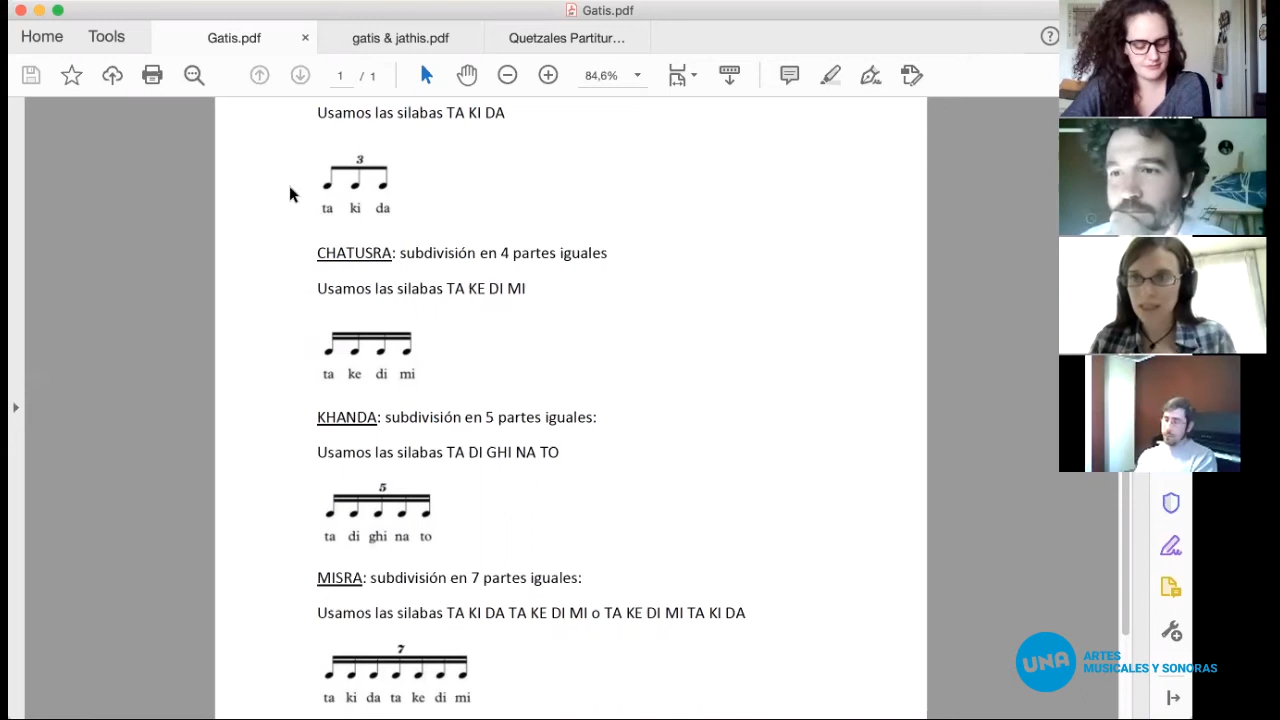 Gatis.pdf
Home
Tools
Gatis.pdf
gatis & jathis.pdf
Quetzales Partitur...
1 / 1
84,6%
Usamos las silabas TA KI DA
3
ta ki da
CHATUSRA: subdivisión en 4 partes iguales
Usamos las silabas TA KE DI MI
ta ke di mi
KHANDA: subdivisión en 5 partes iguales:
Usamos las silabas TA DI GHI NA TO
5
ta di ghi na to
MISRA: subdivisión en 7 partes iguales:
Usamos las silabas TA KI DA TA KE DI MI o TA KE DI MI TA KI DA
7
ta ki da ta ke di mi
UNA ARTES
MUSICALES Y SONORAS